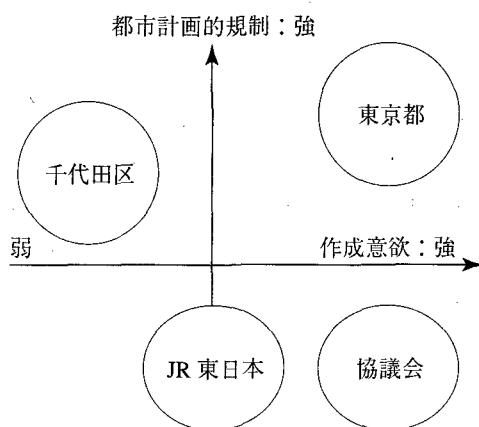 都市計画的規制：強
東京都
千代田区
弱
作成意欲：強
JR 東日本
協議会